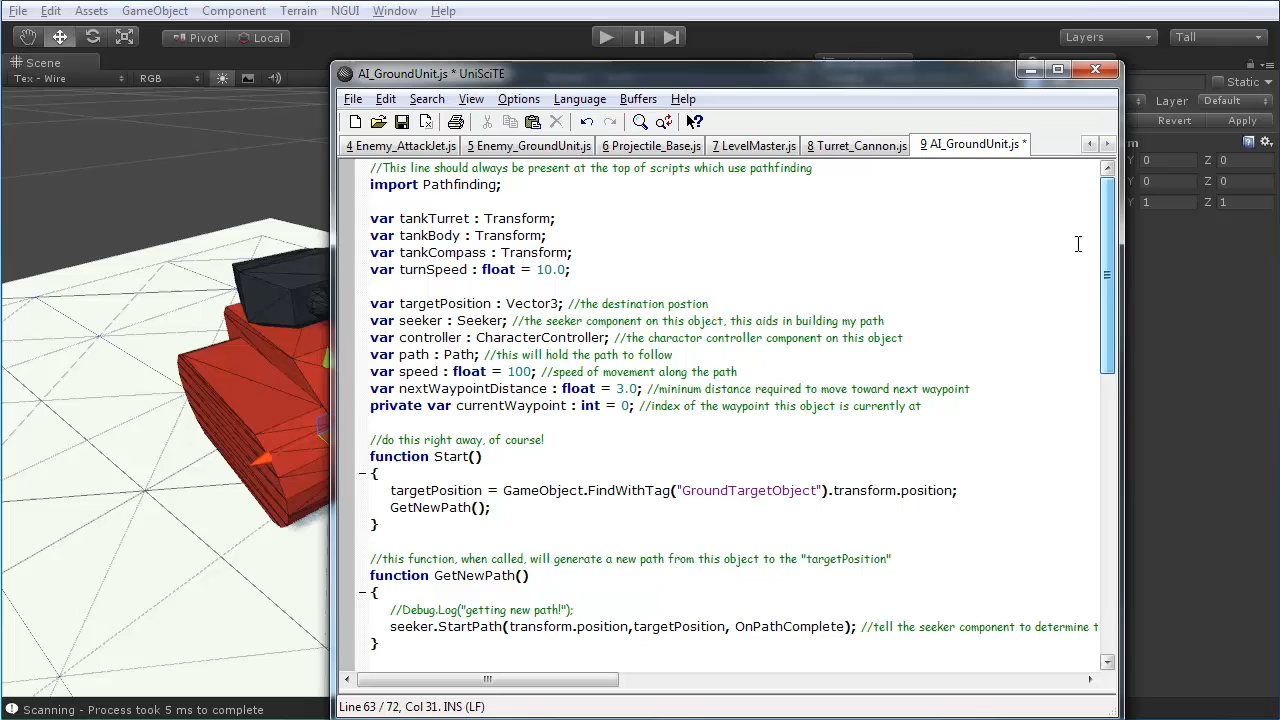 File Edit Assets GameObject Component Terrain NGUI Window Help
Pivot Local Layers Tall
Scene
Tex - Wire RGB
AI_GroundUnit.js * UniSciTE
Static
File Edit Search View Options Language Buffers Help
Layer Default
Revert Apply
4 Enemy_AttackJet.js 5 Enemy_GroundUnit.js 6 Projectile_Base.js 7 LevelMaster.js 8 Turret_Cannon.js 9 AI_GroundUnit.js *
m
Y 0 Z 0
Y 0 Z 0
Y 1 Z 1
//This line should always be present at the top of scripts which use pathfinding
import Pathfinding;
var tankTurret : Transform;
var tankBody : Transform;
var tankCompass : Transform;
var turnSpeed : float = 10.0;
var targetPosition : Vector3; //the destination postion
var seeker : Seeker; //the seeker component on this object, this aids in building my path
var controller : CharacterController; //the charactor controller component on this object
var path : Path; //this will hold the path to follow
var speed : float = 100; //speed of movement along the path
var nextWaypointDistance : float = 3.0; //mininum distance required to move toward next waypoint
private var currentWaypoint : int = 0; //index of the waypoint this object is currently at
//do this right away, of course!
function Start()
{
targetPosition = GameObject.FindWithTag("GroundTargetObject").transform.position;
GetNewPath();
}
//this function, when called, will generate a new path from this object to the "targetPosition"
function GetNewPath()
{
//Debug.Log("getting new path!");
seeker.StartPath(transform.position,targetPosition, OnPathComplete); //tell the seeker component to determine t
}
Line 63 / 72, Col 31. INS (LF)
Scanning - Process took 5 ms to complete